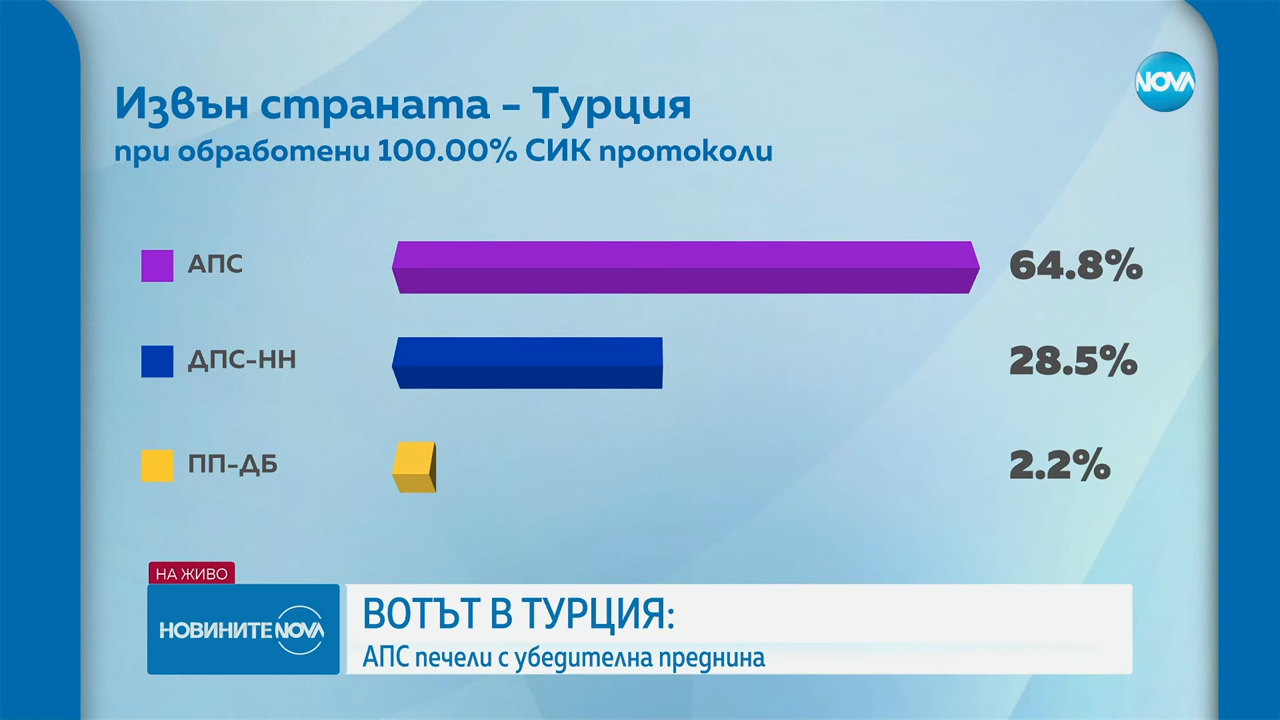 NOVA
Извън страната - Турция
при обработени 100.00% СИК протоколи
АПС 64.8%
ДПС-НН 28.5%
ПП-ДБ 2.2%
НА ЖИВО
НОВИНИТЕ NOVA
ВОТЪТ В ТУРЦИЯ:
АПС печели с убедителна преднина